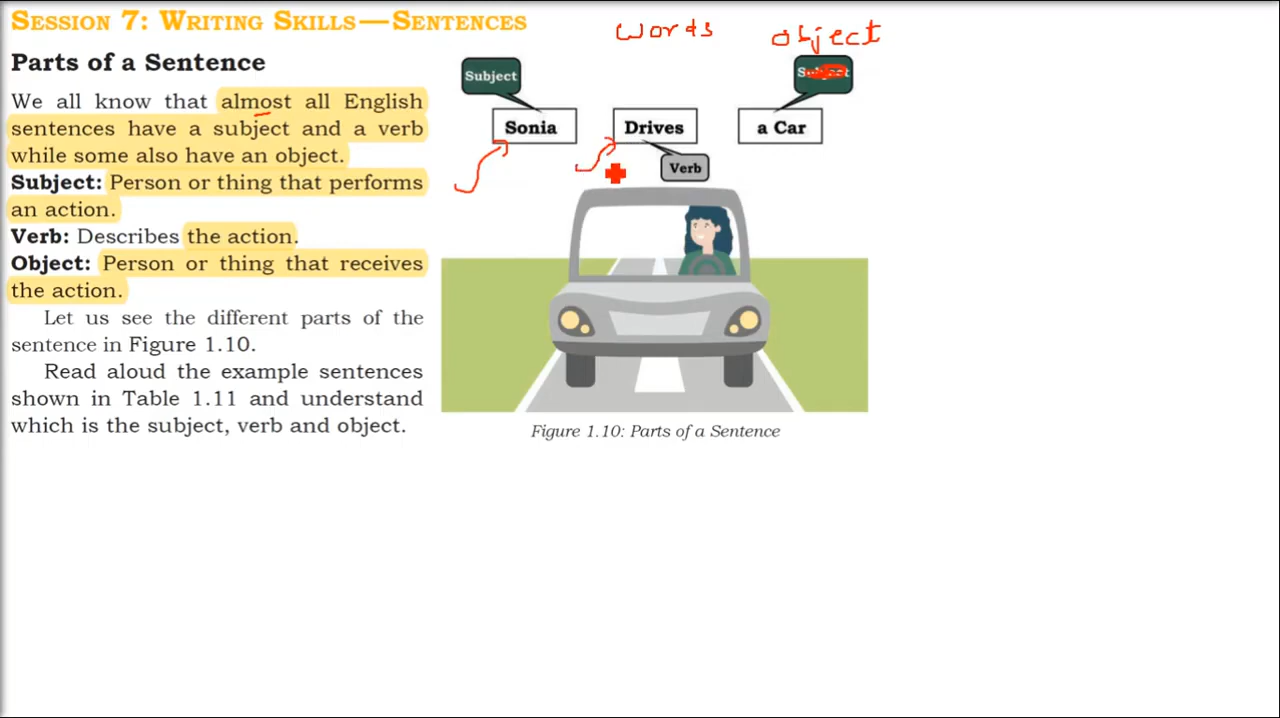 SESSION 7: WRITING SKILLS—SENTENCES
Parts of a Sentence
We all know that almost all English
sentences have a subject and a verb
while some also have an object.
Subject: Person or thing that performs
an action.
Verb: Describes the action.
Object: Person or thing that receives
the action.
Let us see the different parts of the
sentence in Figure 1.10.
Read aloud the example sentences
shown in Table 1.11 and understand
which is the subject, verb and object.
words
object
Subject
Sonia
Drives
a Car
Verb
Figure 1.10: Parts of a Sentence